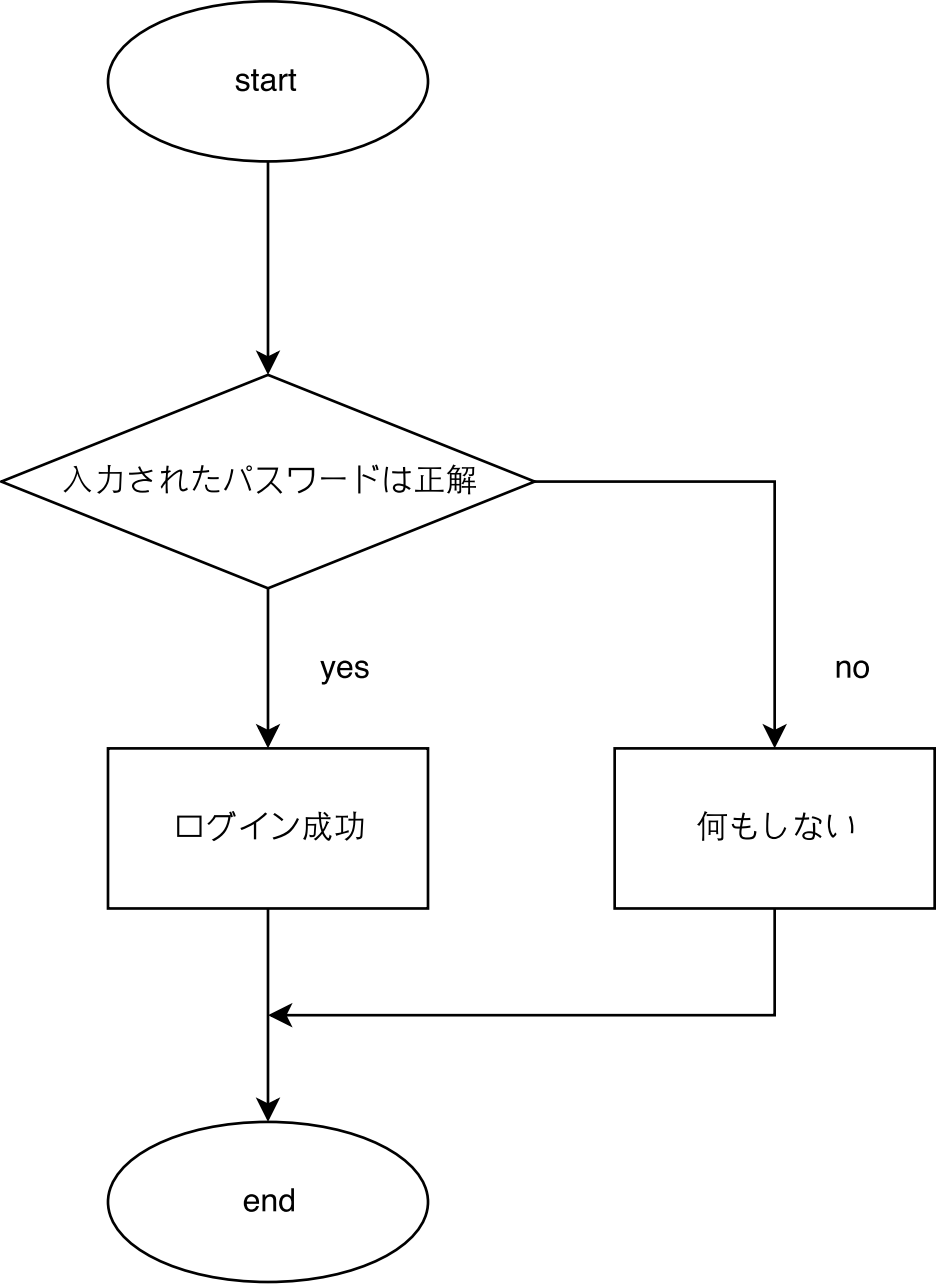 start
入力されたパスワードは正解
yes
no
ログイン成功
何もしない
end